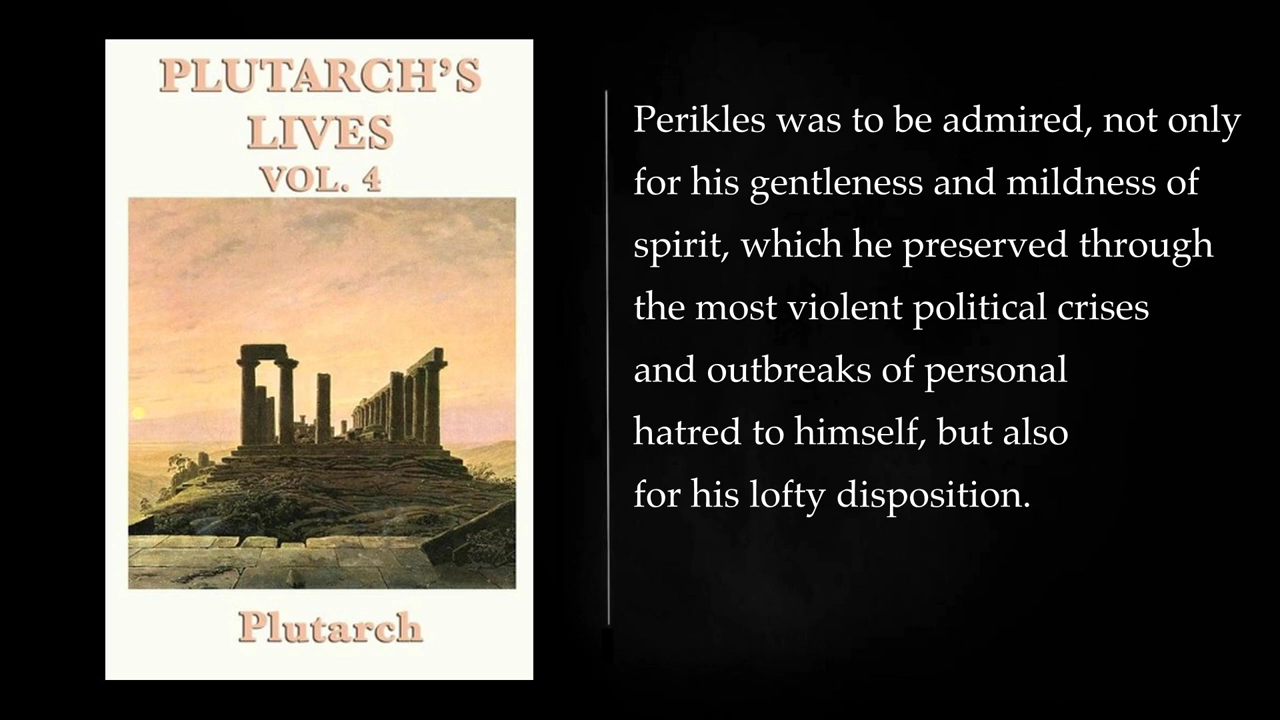 PLUTARCH'S
LIVES
VOL. 4
Plutarch
Perikles was to be admired, not only
for his gentleness and mildness of
spirit, which he preserved through
the most violent political crises
and outbreaks of personal
hatred to himself, but also
for his lofty disposition.